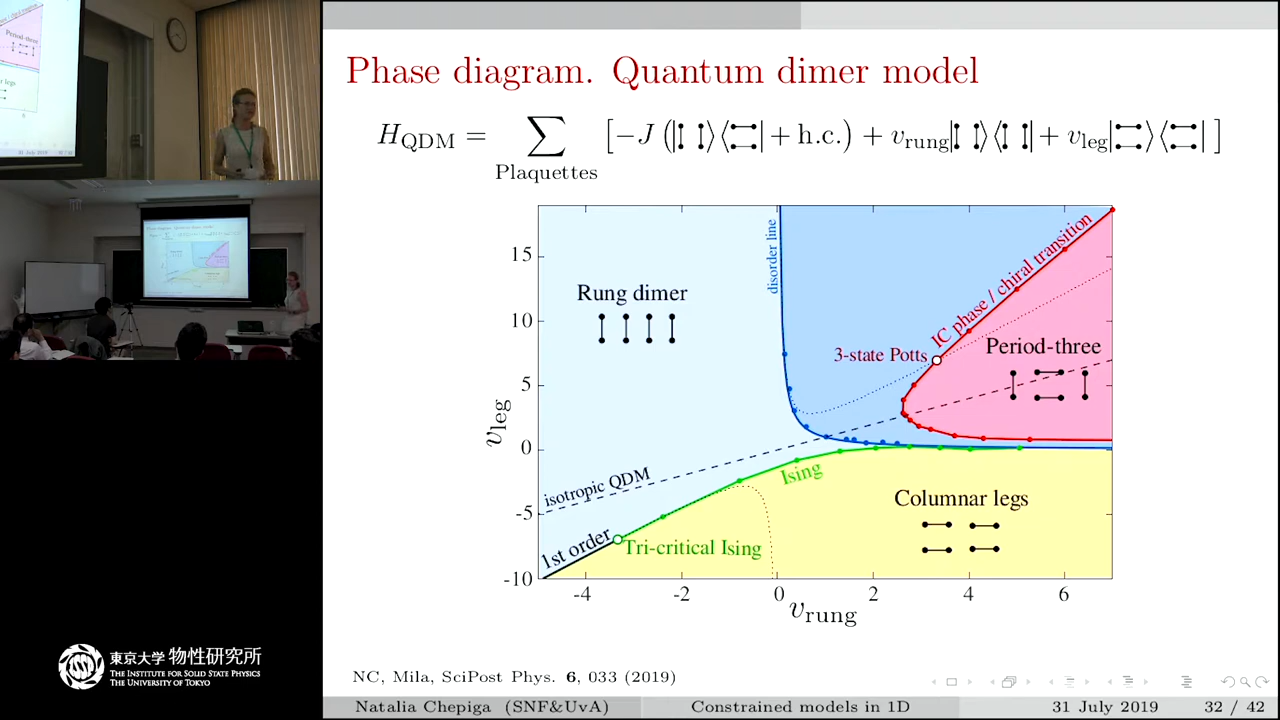 Phase diagram. Quantum dimer model
H_QDM = ∑ [−J (| ⟩⟨ | + h.c.) + v_rung| ⟩⟨ | + v_leg| ⟩⟨ | ]
Plaquettes
15
10
5
0
-5
-10
-4
-2
0
2
4
6
v_leg
v_rung
disorder line
Rung dimer
IC phase / chiral transition
3-state Potts
Period-three
isotropic QDM
Ising
Columnar legs
1st order
Tri-critical Ising
NC, Mila, SciPost Phys. 6, 033 (2019)
Natalia Chepiga (SNF&UvA) Constrained models in 1D 31 July 2019 32 / 42
東京大学 物性研究所
THE INSTITUTE FOR SOLID STATE PHYSICS
THE UNIVERSITY OF TOKYO
Period-three